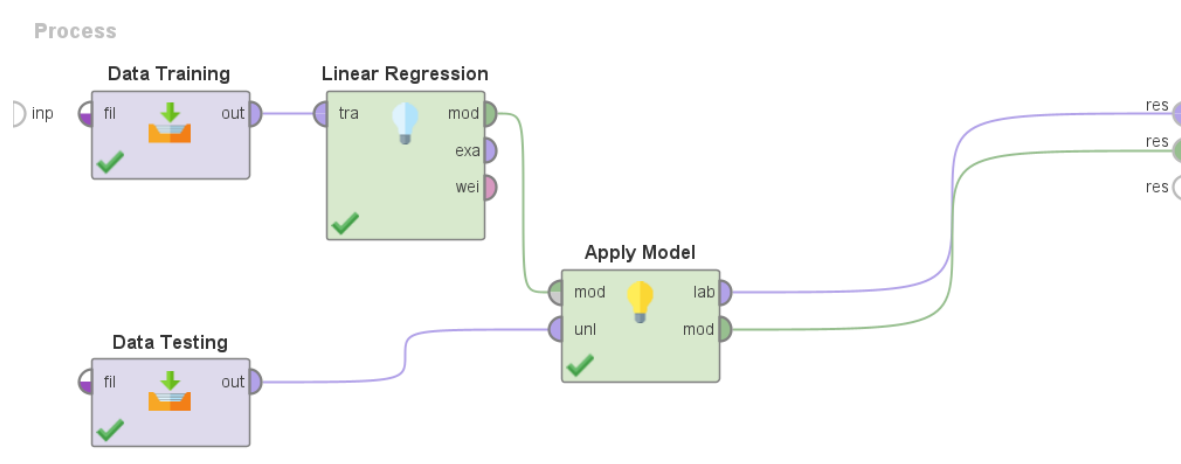 Process
Data Training
Linear Regression
inp
fil
out
tra
mod
exa
wei
res
res
res
Apply Model
mod
lab
unl
mod
Data Testing
fil
out